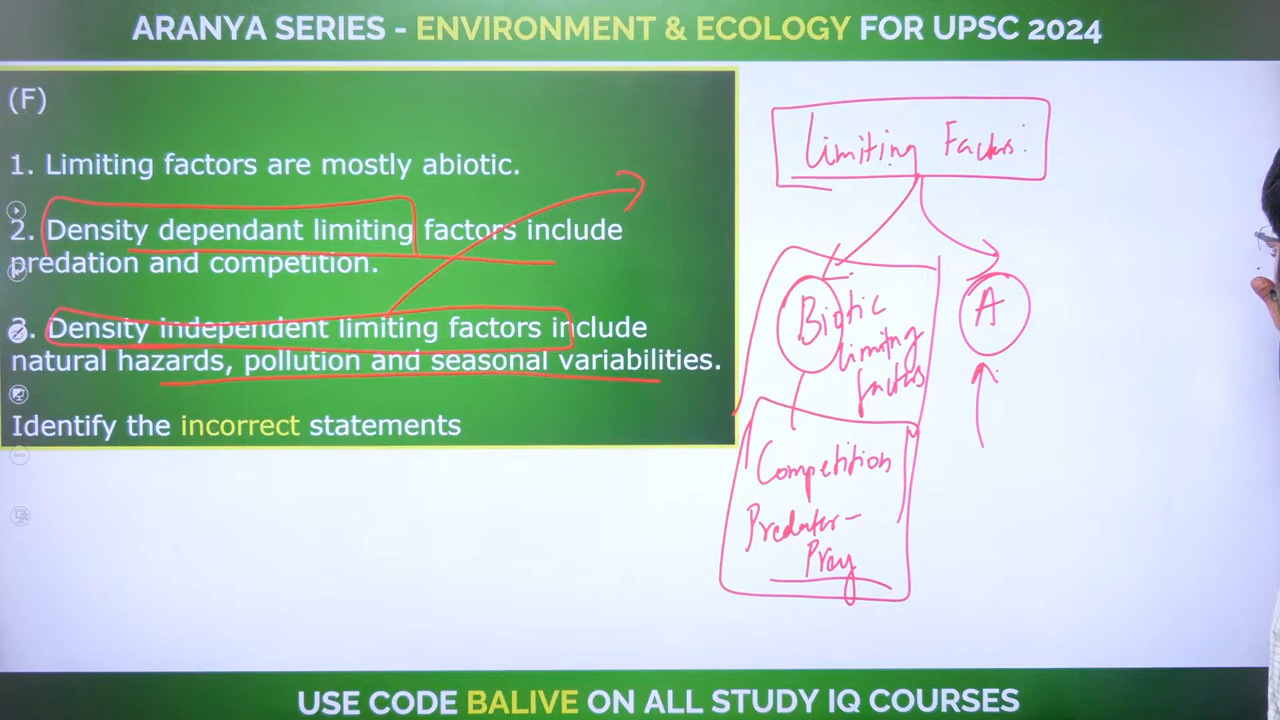 ARANYA SERIES - ENVIRONMENT & ECOLOGY FOR UPSC 2024
(F)
1. Limiting factors are mostly abiotic.
2. Density dependant limiting factors include
predation and competition.
3. Density independent limiting factors include
natural hazards, pollution and seasonal variabilities.
Identify the incorrect statements
Limiting Factors
Biotic
limiting
factors
A
Competition
Predator-
Prey
USE CODE BALIVE ON ALL STUDY IQ COURSES